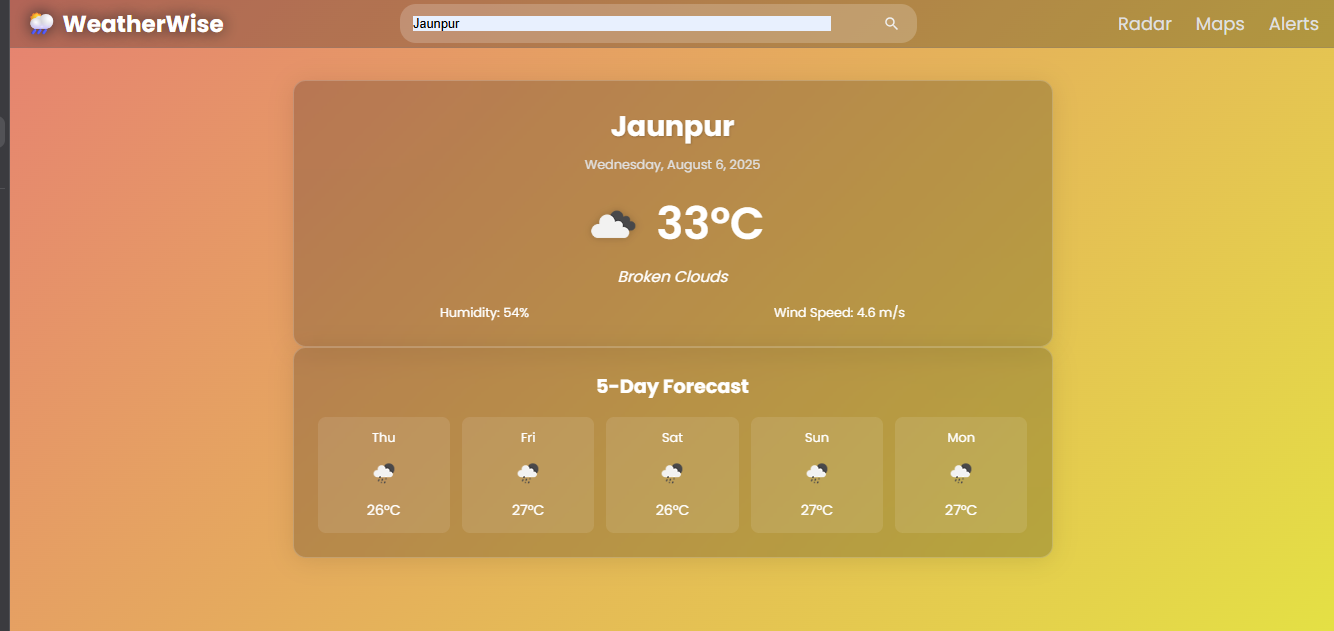 WeatherWise
Jaunpur
Radar Maps Alerts
Jaunpur
Wednesday, August 6, 2025
33°C
Broken Clouds
Humidity: 54% Wind Speed: 4.6 m/s
5-Day Forecast
Thu Fri Sat Sun Mon
26°C 27°C 26°C 27°C 27°C